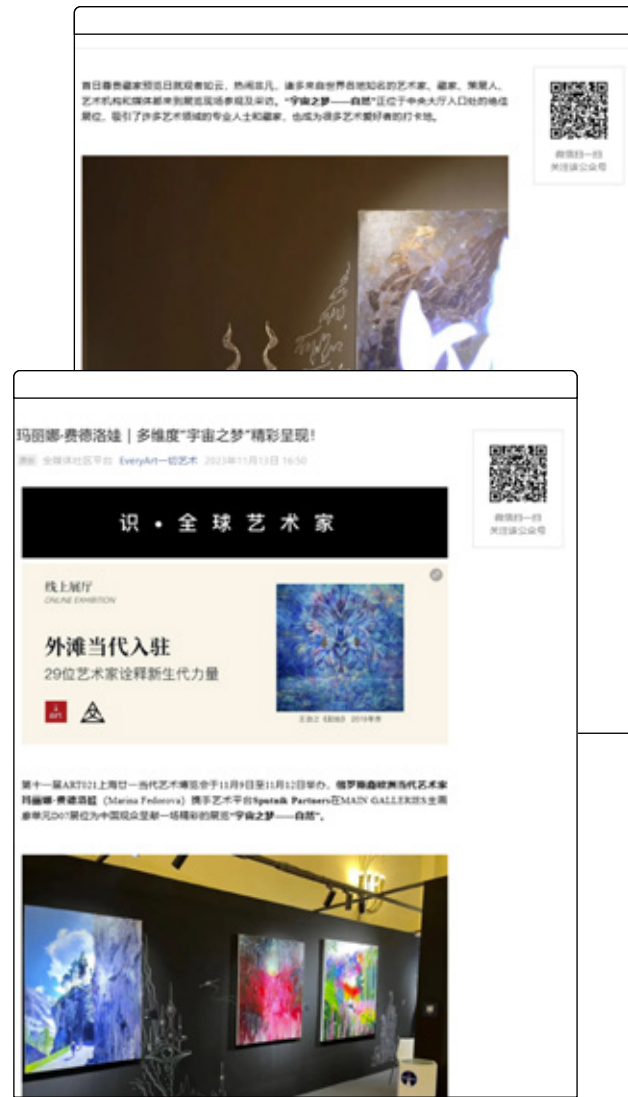 首日尊贵藏家预览日就观者如云，热闹非凡，诸多来自世界各地知名的艺术家、藏家、策展人、
艺术机构和媒体都来到展览现场参观及采访。“宇宙之梦——自然”正位于中央大厅入口处的绝佳
展位，吸引了许多艺术领域的专业人士和藏家，也成为很多艺术爱好者的打卡地。
微信扫一扫
关注该公众号
玛丽娜·费德洛娃 | 多维度“宇宙之梦”精彩呈现！
原创 全媒体社区平台 EveryArt一切艺术 2023年11月13日 16:50
微信扫一扫
关注该公众号
识·全球艺术家
线上展厅
ONLINE EXHIBITION
外滩当代入驻
29位艺术家诠释新生代力量
art
2019年作
第十一届ART021上海廿一当代艺术博览会于11月9日至11月12日举办，俄罗斯裔欧洲当代艺术家
玛丽娜·费德洛娃（Marina Fedorova）携手艺术平台Sputnik Partners在MAIN GALLERIES主画
廊单元D07展位为中国观众呈献一场精彩的展览“宇宙之梦——自然”。